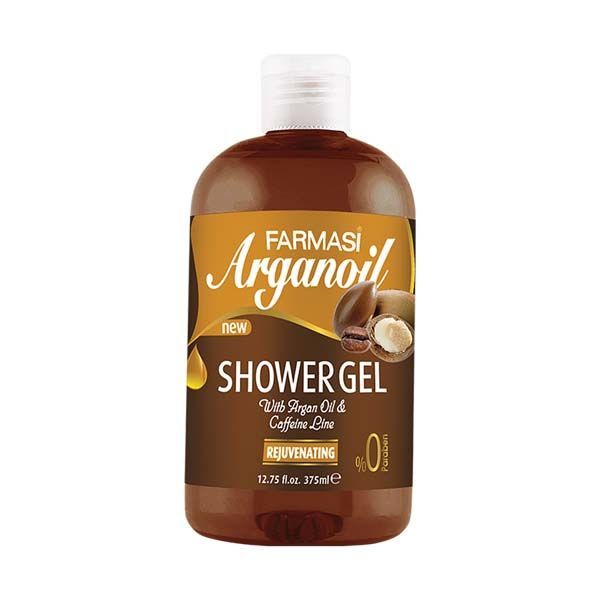 FARMASi
Arganoil
new
SHOWER GEL
With Argan Oil &
Caffeine Line
REJUVENATING
%0 Paraben
12.75 fl.oz. 375ml℮